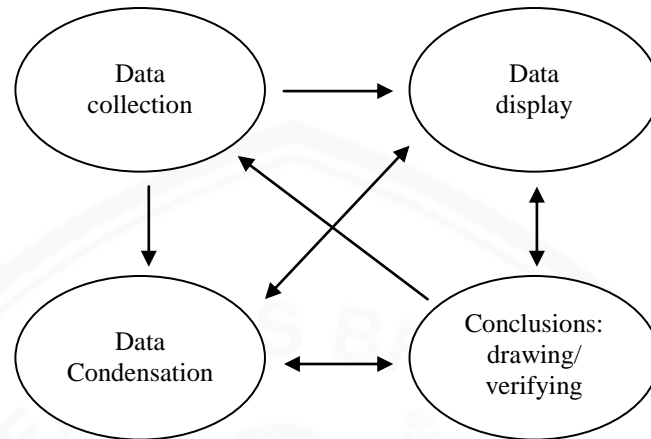 Data
collection
Data
display
Data
Condensation
Conclusions:
drawing/
verifying